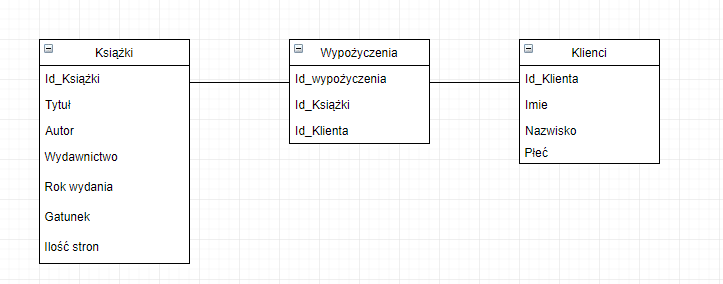 Książki
Id_Książki
Tytuł
Autor
Wydawnictwo
Rok wydania
Gatunek
Ilość stron
Wypożyczenia
Id_wypożyczenia
Id_Książki
Id_Klienta
Klienci
Id_Klienta
Imie
Nazwisko
Płeć